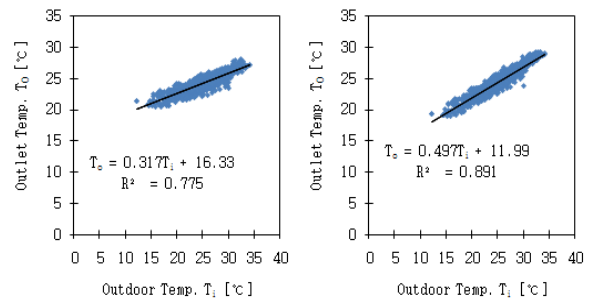 Outlet Temp. T₀ [℃]
35
30
25
20
15
10
5
0
Tₒ = 0.317Tᵢ + 16.33
R² = 0.775
0 5 10 15 20 25 30 35 40
Outdoor Temp. Tᵢ [℃]
Outlet Temp. T₀ [℃]
35
30
25
20
15
10
5
0
Tₒ = 0.497Tᵢ + 11.99
R² = 0.891
0 5 10 15 20 25 30 35 40
Outdoor Temp. Tᵢ [℃]